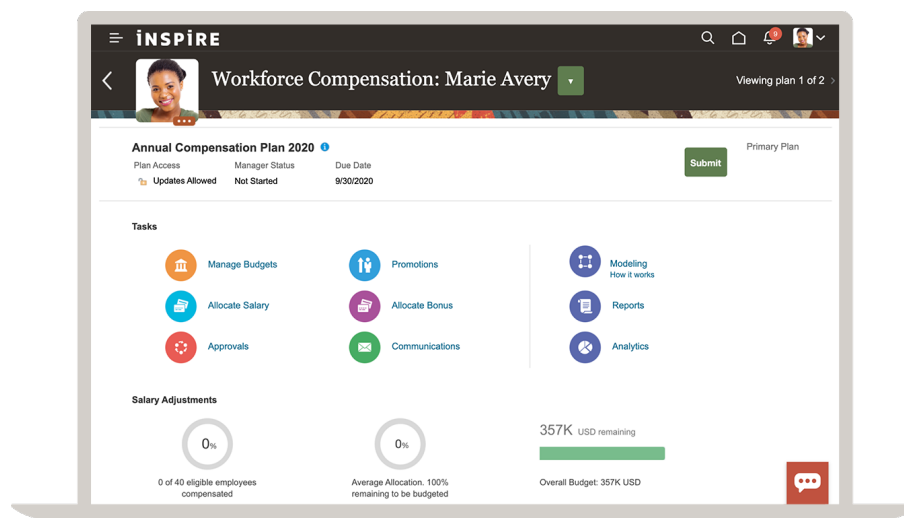 iNSPiRE
9
Workforce Compensation: Marie Avery
Viewing plan 1 of 2
Annual Compensation Plan 2020
Primary Plan
Plan Access Manager Status Due Date
Submit
Updates Allowed Not Started 9/30/2020
Tasks
Manage Budgets Promotions Modeling
How it works
Allocate Salary Allocate Bonus Reports
Approvals Communications Analytics
Salary Adjustments
0% 0% 357K USD remaining
0 of 40 eligible employees
compensated
Average Allocation. 100%
remaining to be budgeted
Overall Budget: 357K USD